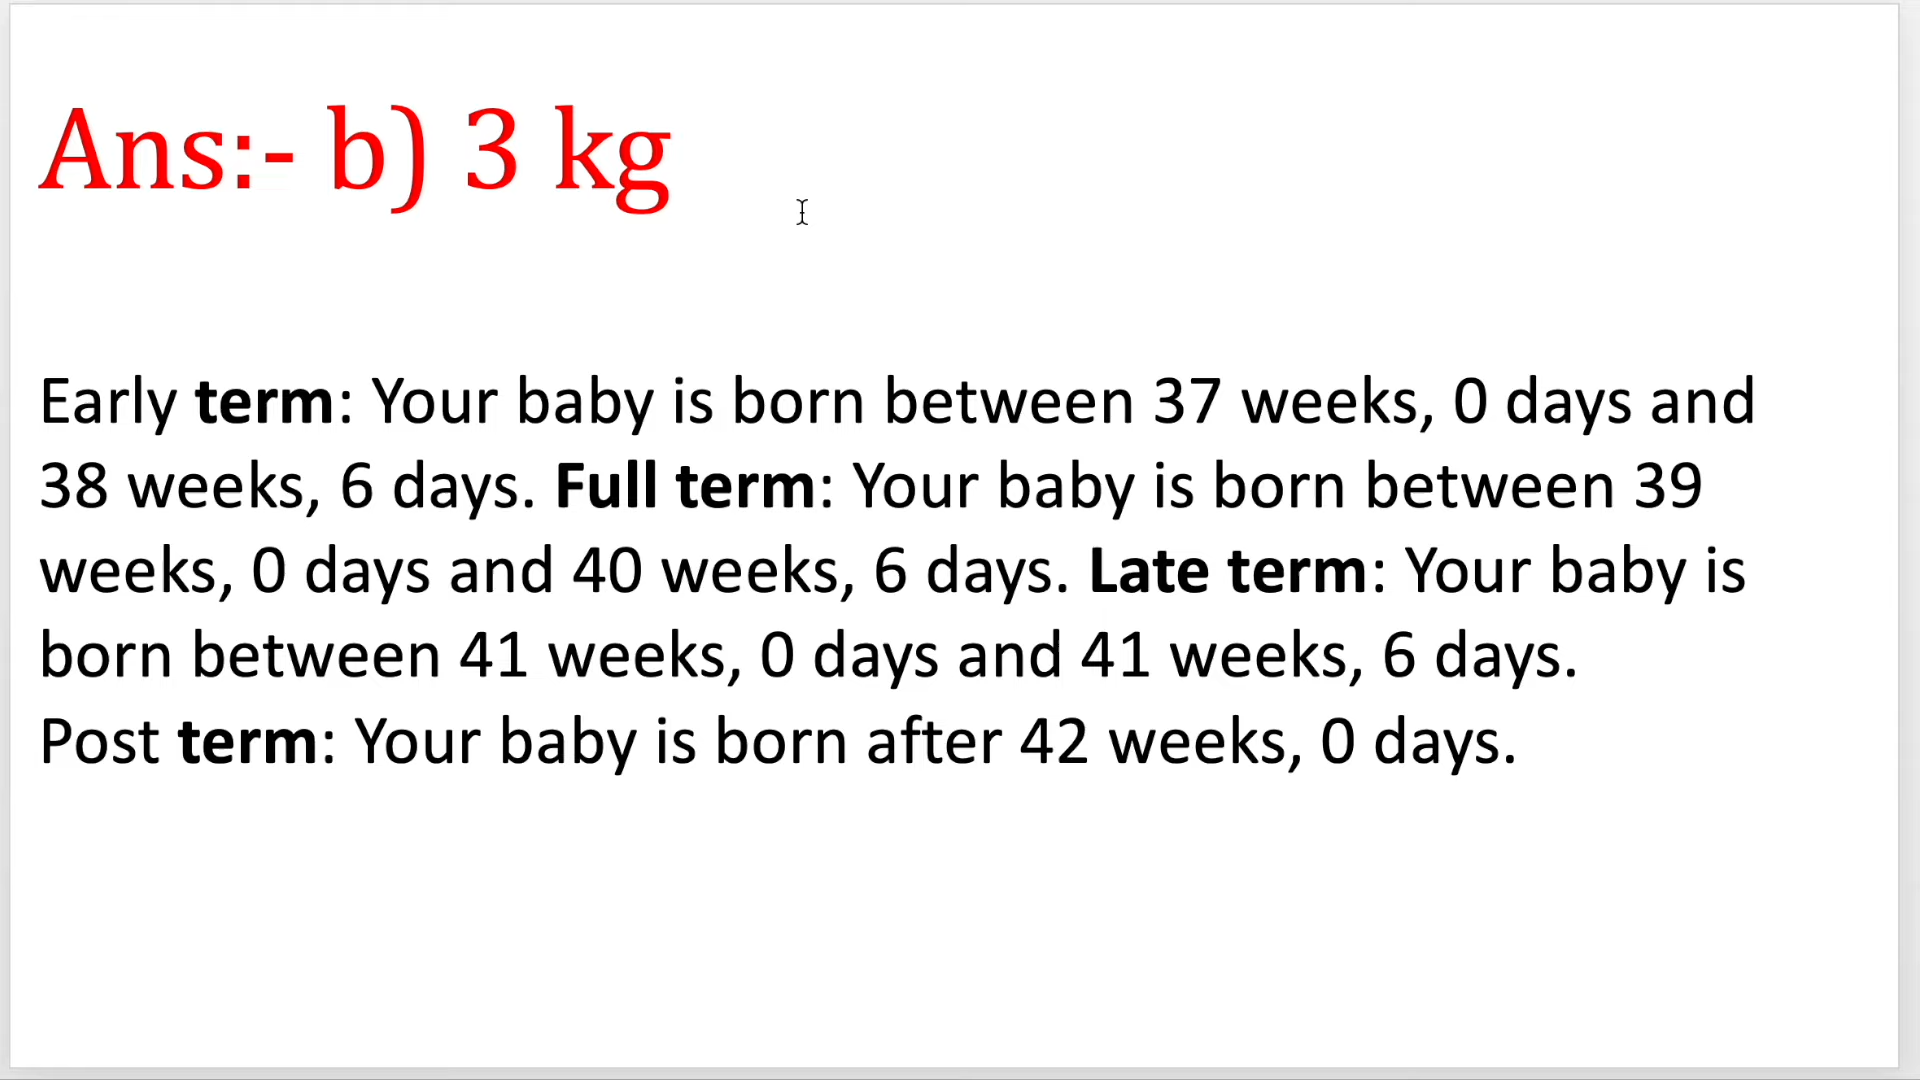 Ans:- b) 3 kg
Early term: Your baby is born between 37 weeks, 0 days and
38 weeks, 6 days. Full term: Your baby is born between 39
weeks, 0 days and 40 weeks, 6 days. Late term: Your baby is
born between 41 weeks, 0 days and 41 weeks, 6 days.
Post term: Your baby is born after 42 weeks, 0 days.